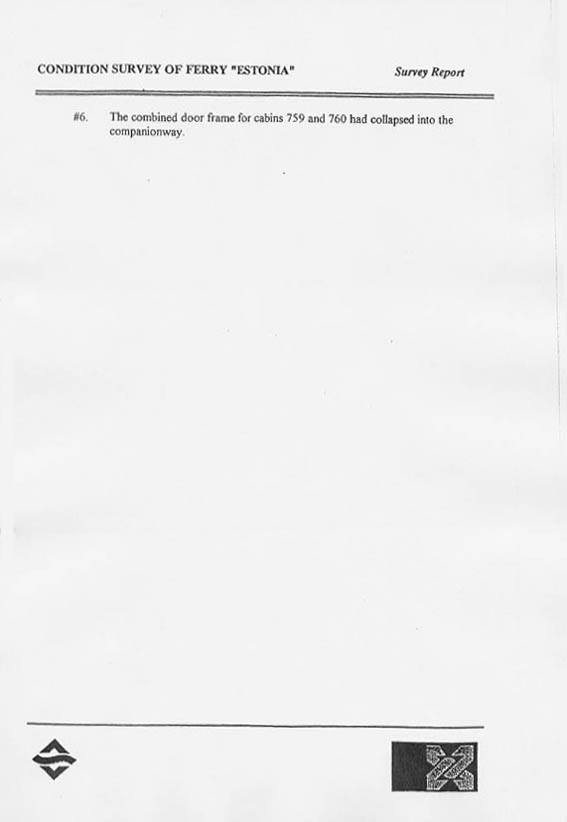 CONDITION SURVEY OF FERRY "ESTONIA" Survey Report
#6. The combined door frame for cabins 759 and 760 had collapsed into the
companionway.